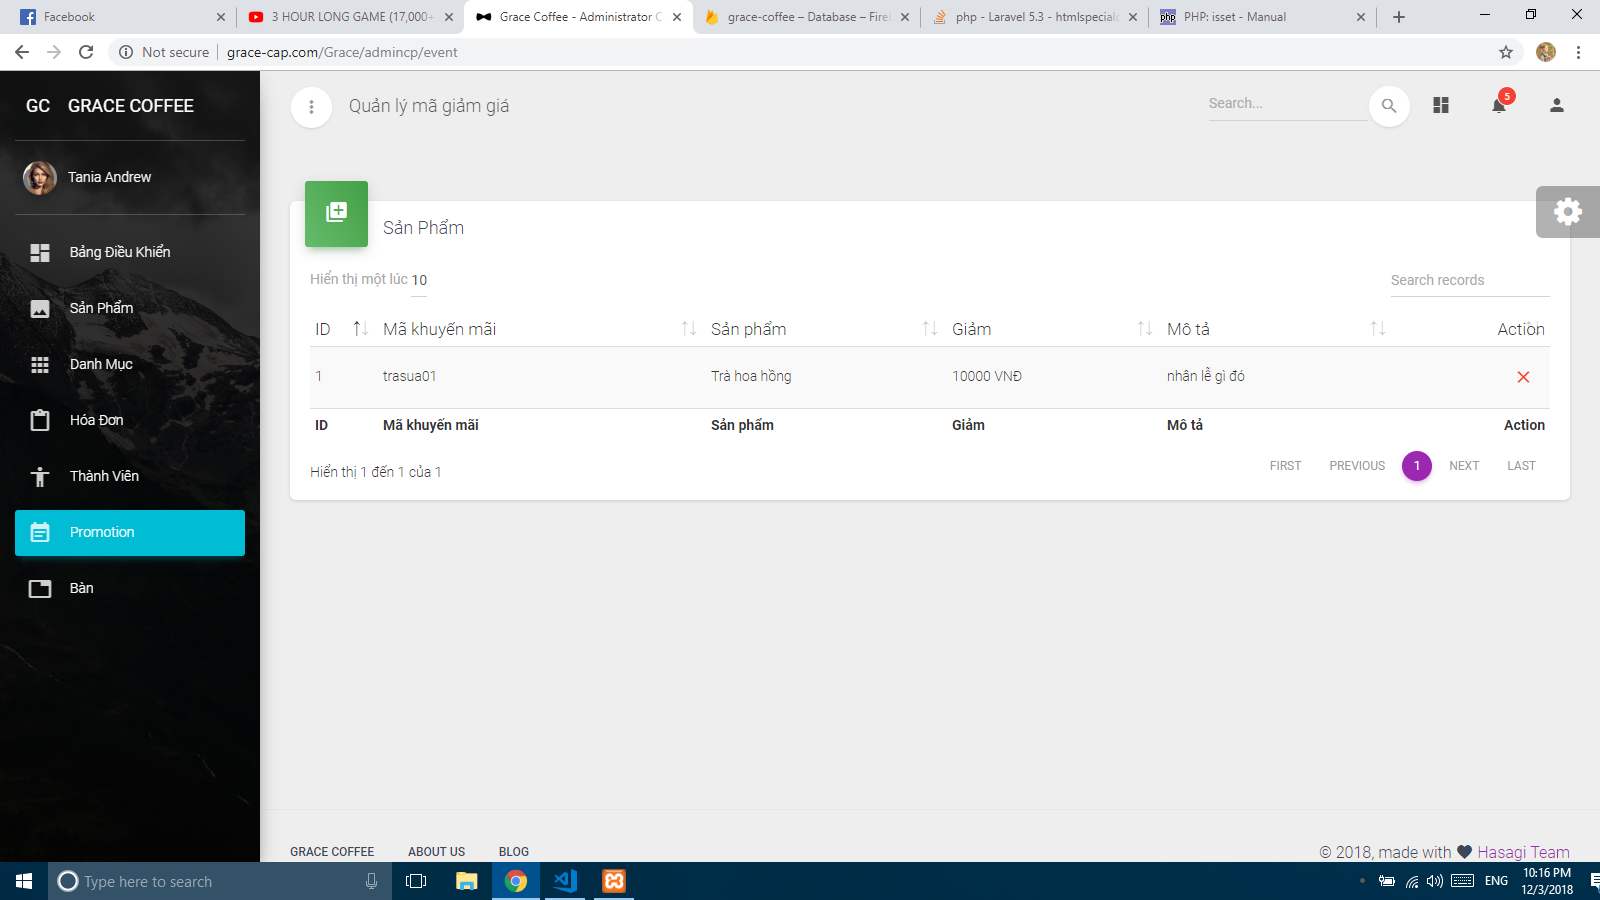 Facebook
3 HOUR LONG GAME (17,000+
Grace Coffee - Administrator C
grace-coffee – Database – Fire
php - Laravel 5.3 - htmlspecialc
PHP: isset - Manual
Not secure
grace-cap.com/Grace/admincp/event
GC GRACE COFFEE
Quản lý mã giảm giá
Search...
5
Tania Andrew
Bảng Điều Khiển
Sản Phẩm
Danh Mục
Hóa Đơn
Thành Viên
Promotion
Bàn
Sản Phẩm
Hiển thị một lúc 10
Search records
ID Mã khuyến mãi Sản phẩm Giảm Mô tả Action
1 trasua01 Trà hoa hồng 10000 VNĐ nhân lễ gì đó
ID Mã khuyến mãi Sản phẩm Giảm Mô tả Action
Hiển thị 1 đến 1 của 1
FIRST PREVIOUS 1 NEXT LAST
GRACE COFFEE ABOUT US BLOG
© 2018, made with Hasagi Team
Type here to search
ENG
10:16 PM
12/3/2018